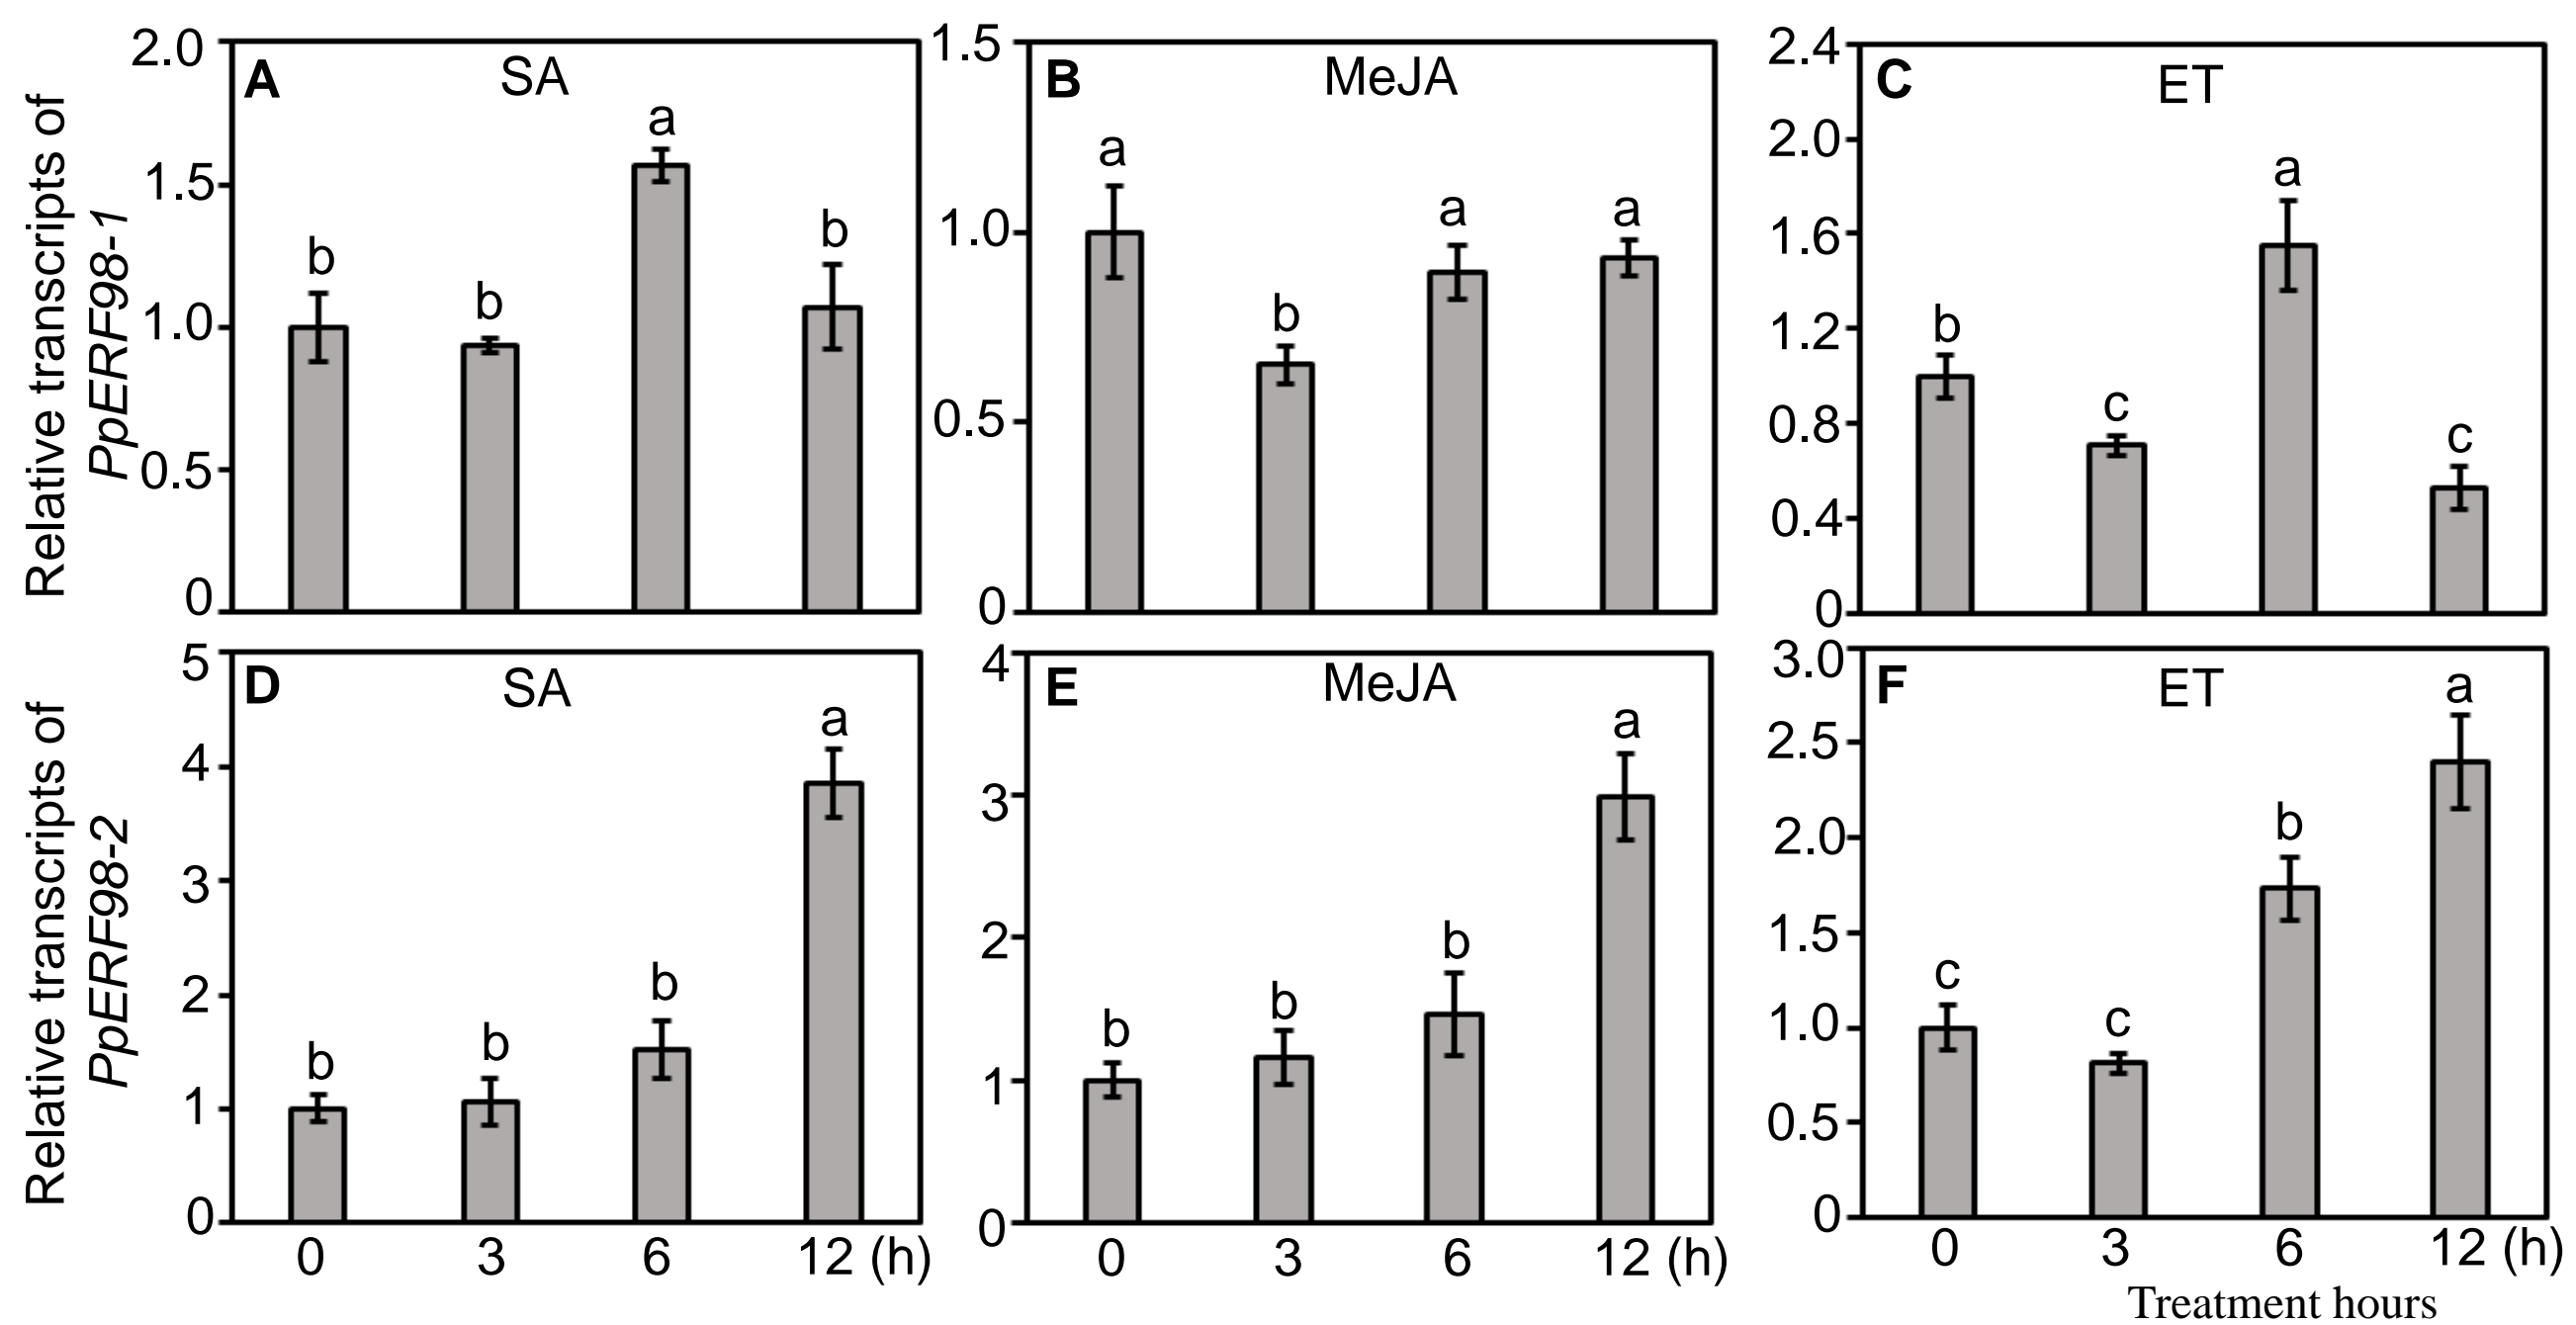 Relative transcripts of
PpERF98-1
A SA
2.0
1.5
1.0
0.5
0
b b a b
B MeJA
1.5
1.0
0.5
0
a b a a
C ET
2.4
2.0
1.6
1.2
0.8
0.4
0
b c a c
Relative transcripts of
PpERF98-2
D SA
5
4
3
2
1
0
b b b a
0 3 6 12 (h)
E MeJA
4
3
2
1
0
b b b a
0 3 6 12 (h)
F ET
3.0
2.5
2.0
1.5
1.0
0.5
0
c c b a
0 3 6 12 (h)
Treatment hours